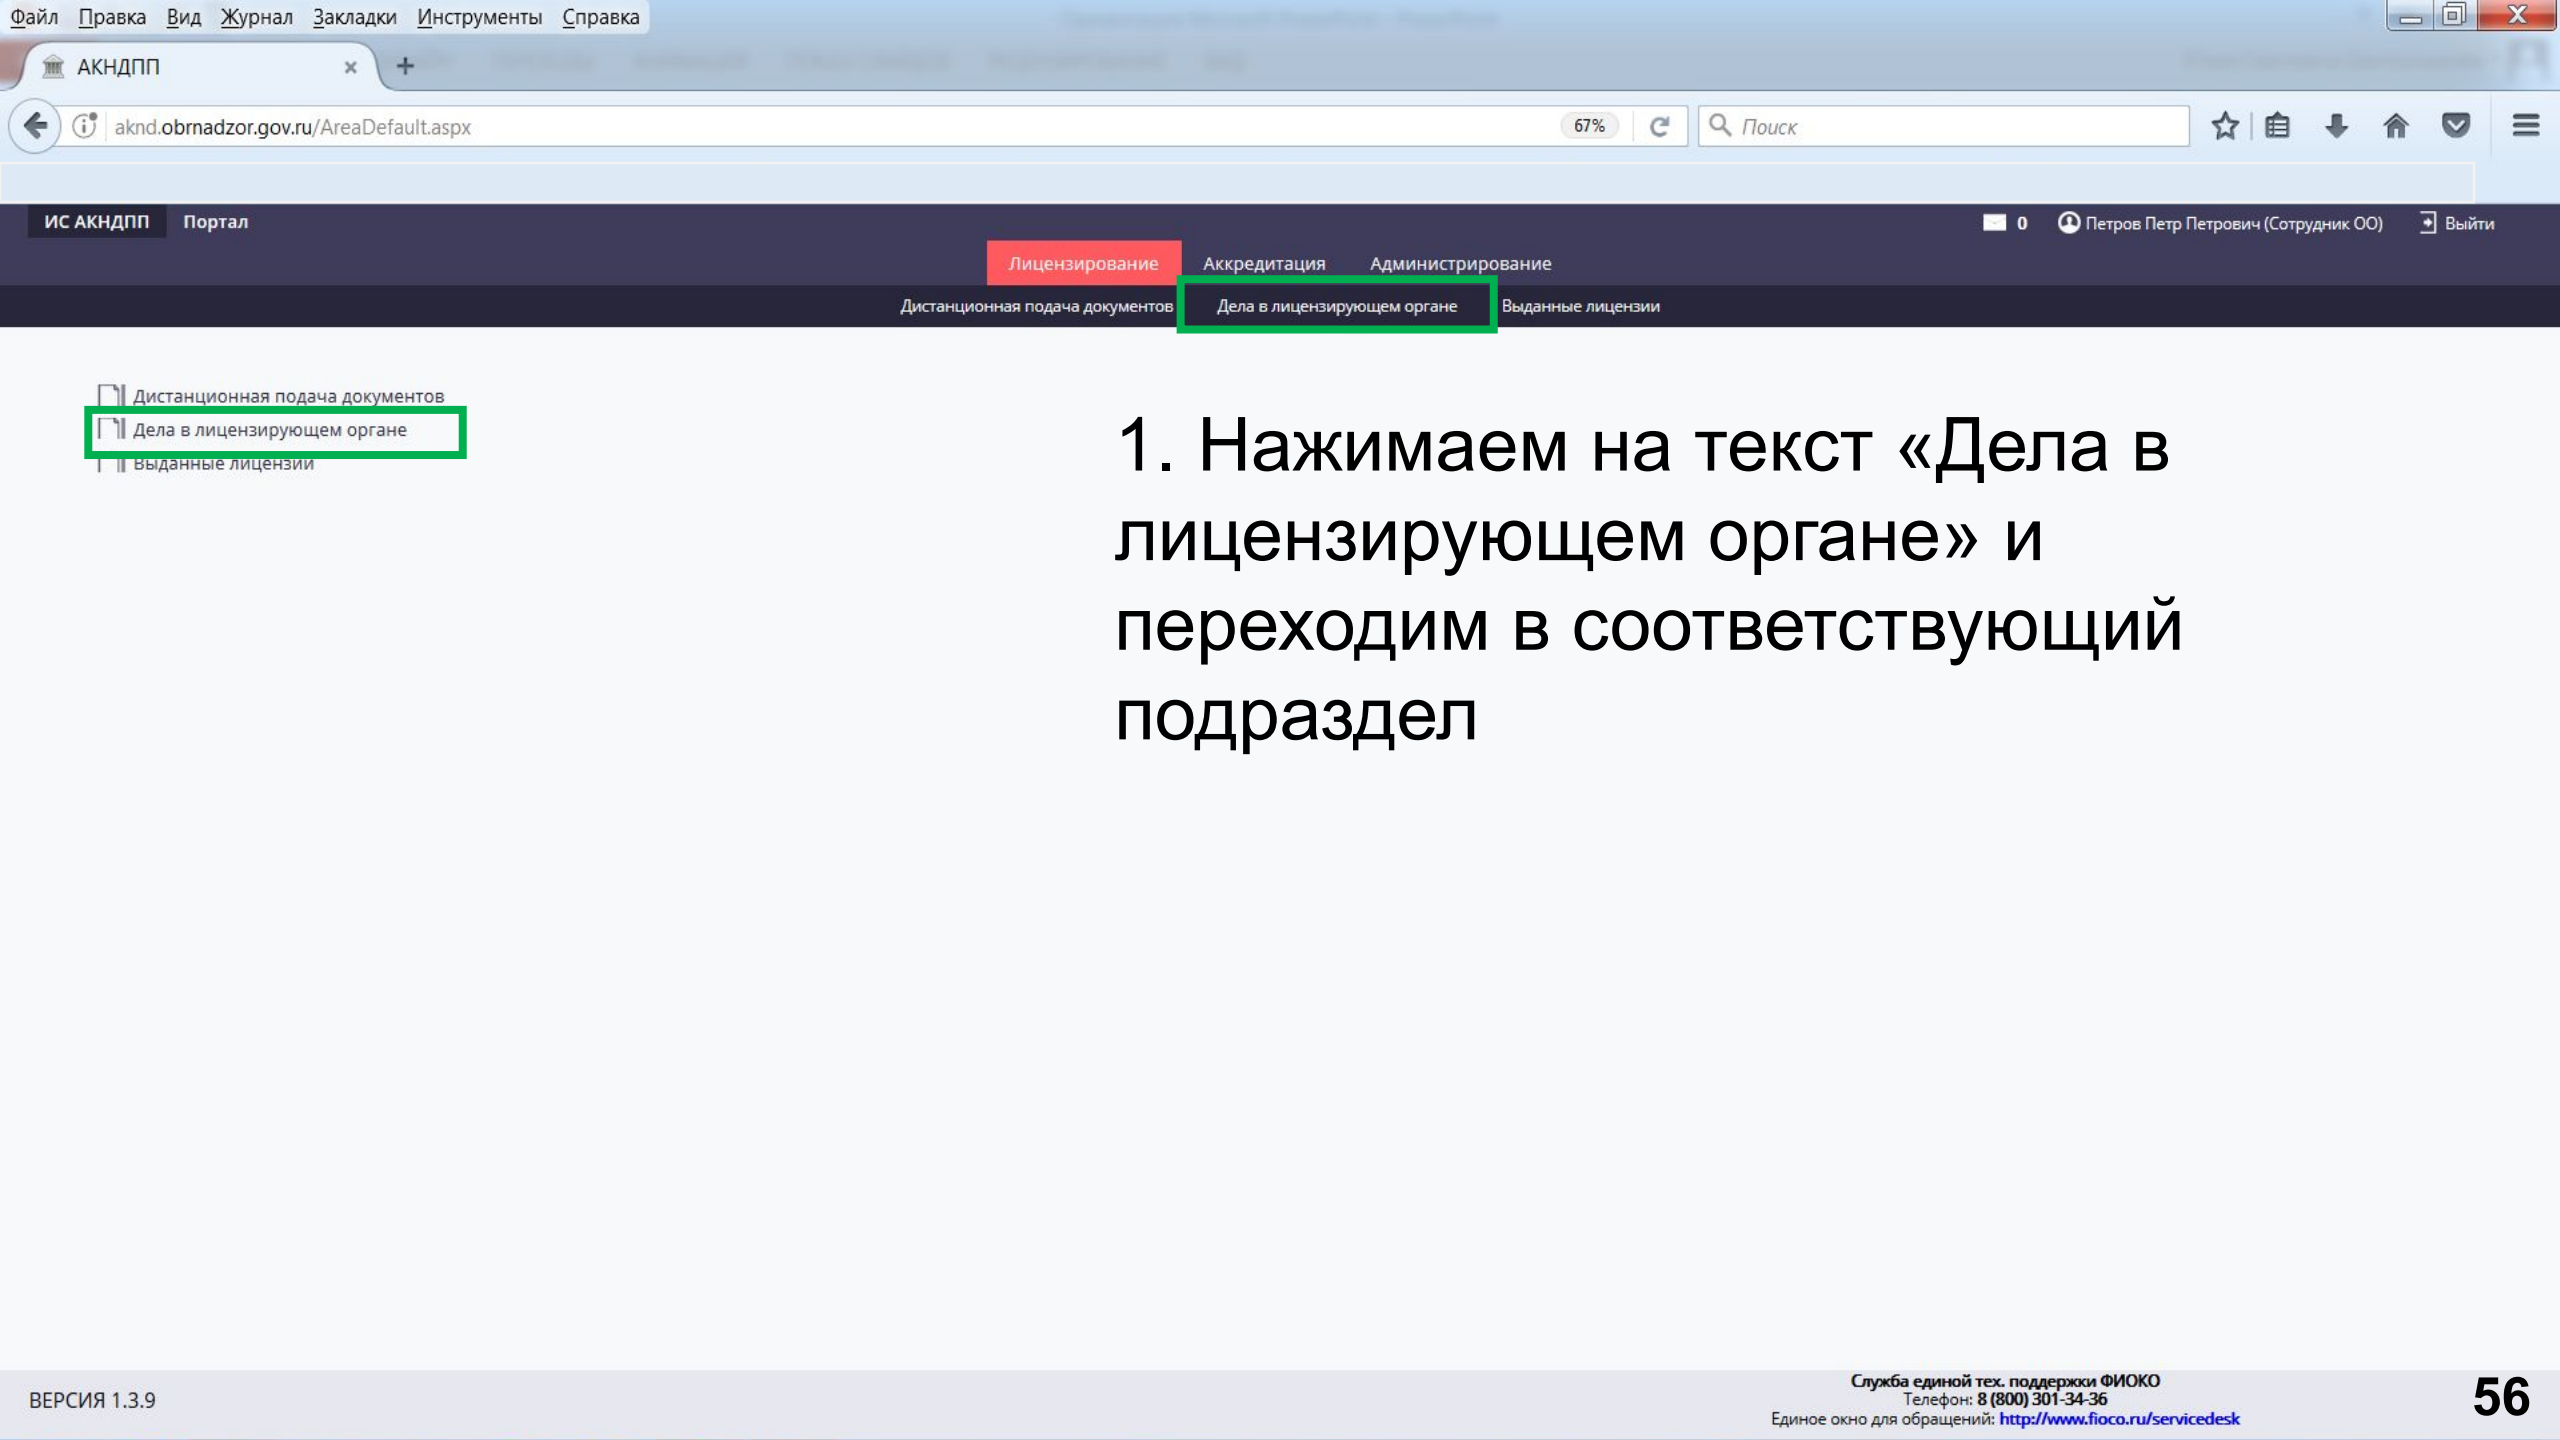 Файл Правка Вид Журнал Закладки Инструменты Справка
X
АКНДПП × +
aknd.obrnadzor.gov.ru/AreaDefault.aspx 67% Поиск
ИС АКНДПП Портал 0 Петров Петр Петрович (Сотрудник ОО) Выйти
Лицензирование Аккредитация Администрирование
Дистанционная подача документов Дела в лицензирующем органе Выданные лицензии
Дистанционная подача документов
Дела в лицензирующем органе
Выданные лицензии
1. Нажимаем на текст «Дела в
лицензирующем органе» и
переходим в соответствующий
подраздел
ВЕРСИЯ 1.3.9
Служба единой тех. поддержки ФИОКО
Телефон: 8 (800) 301-34-36
Единое окно для обращений: http://www.fioco.ru/servicedesk
56